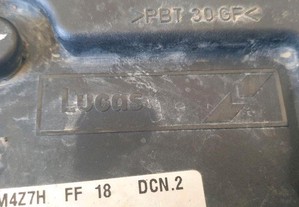 >PBT 30GF<
Lucas
M4Z7H FF 18 DCN.2